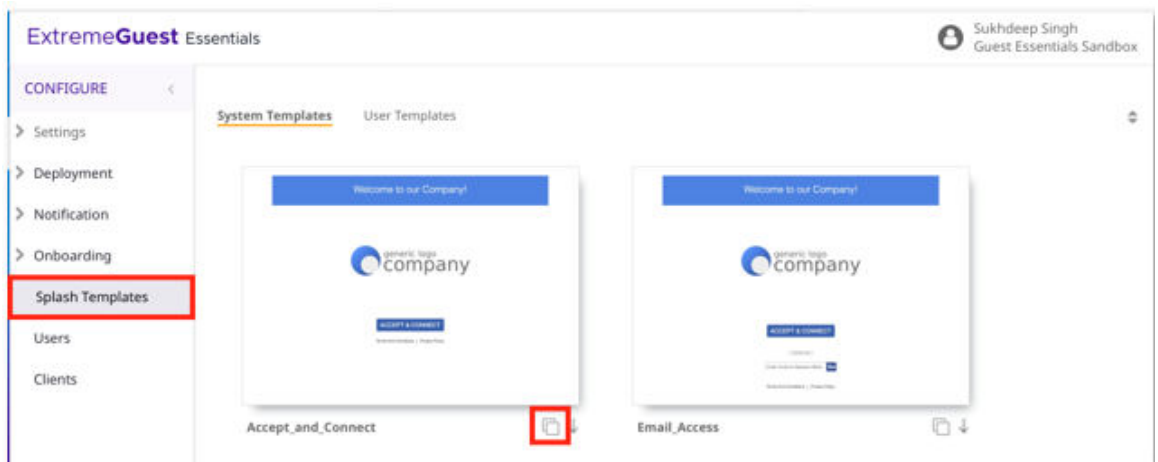 ExtremeGuest Essentials
Sukhdeep Singh
Guest Essentials Sandbox
CONFIGURE
Settings
Deployment
Notification
Onboarding
Splash Templates
Users
Clients
System Templates
User Templates
Welcome to our Company!
generic logo
company
ACCEPT & CONNECT
Accept_and_Connect
Welcome to our Company!
generic logo
company
ACCEPT & CONNECT
Email_Access